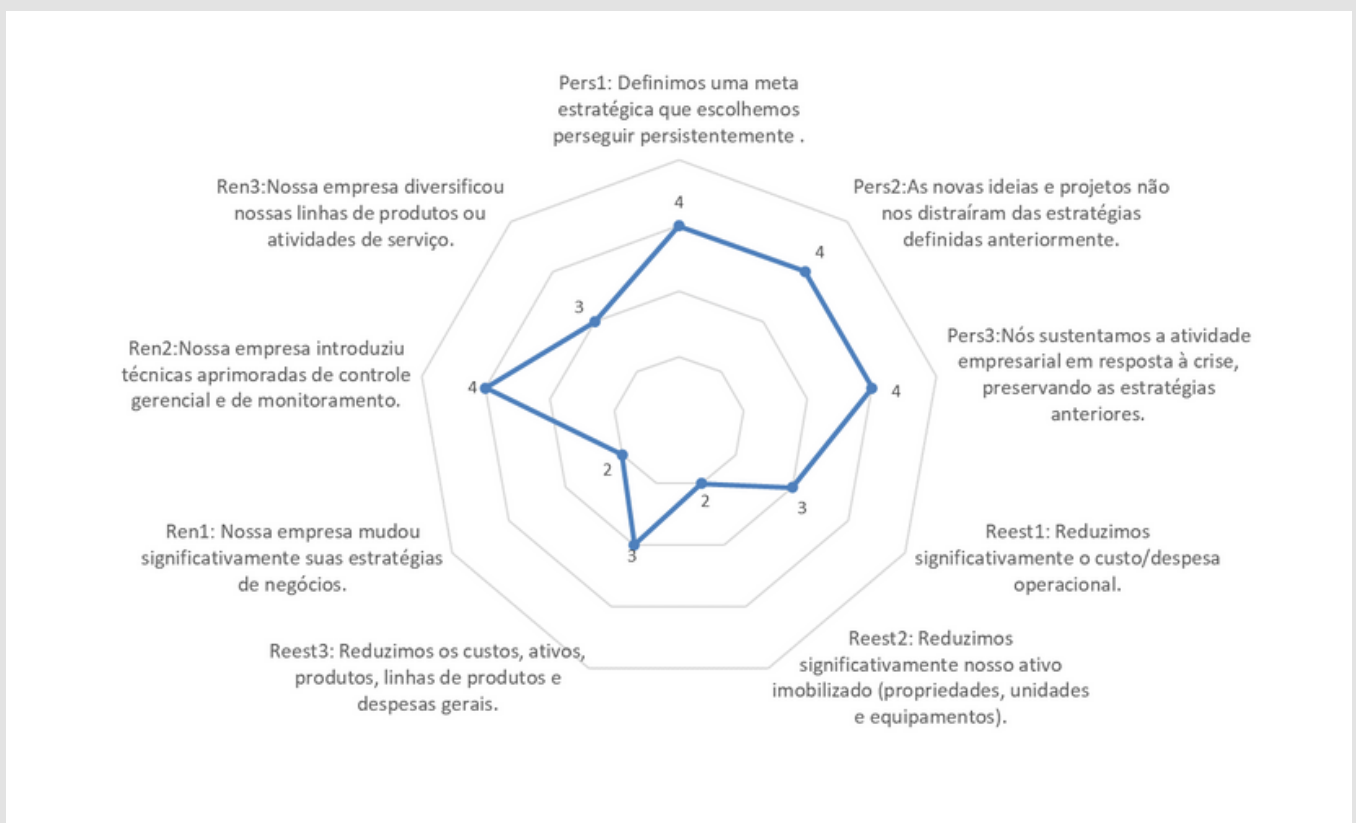 Pers1: Definimos uma meta
estratégica que escolhemos
perseguir persistentemente .
Pers2:As novas ideias e projetos não
nos distraíram das estratégias
definidas anteriormente.
Pers3:Nós sustentamos a atividade
empresarial em resposta à crise,
preservando as estratégias
anteriores.
Reest1: Reduzimos
significativamente o custo/despesa
operacional.
Reest2: Reduzimos
significativamente nosso ativo
imobilizado (propriedades, unidades
e equipamentos).
Reest3: Reduzimos os custos, ativos,
produtos, linhas de produtos e
despesas gerais.
Ren1: Nossa empresa mudou
significativamente suas estratégias
de negócios.
Ren2:Nossa empresa introduziu
técnicas aprimoradas de controle
gerencial e de monitoramento.
Ren3:Nossa empresa diversificou
nossas linhas de produtos ou
atividades de serviço.
4
4
4
3
2
3
2
4
3